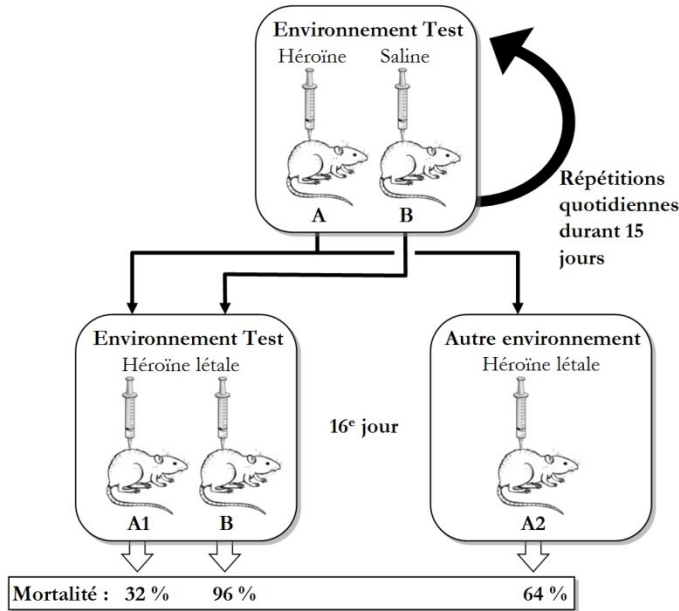 Environnement Test
Héroïne Saline
A B
Répétitions
quotidiennes
durant 15
jours
Environnement Test
Héroïne létale
A1 B
16e jour
Autre environnement
Héroïne létale
A2
Mortalité : 32 % 96 % 64 %